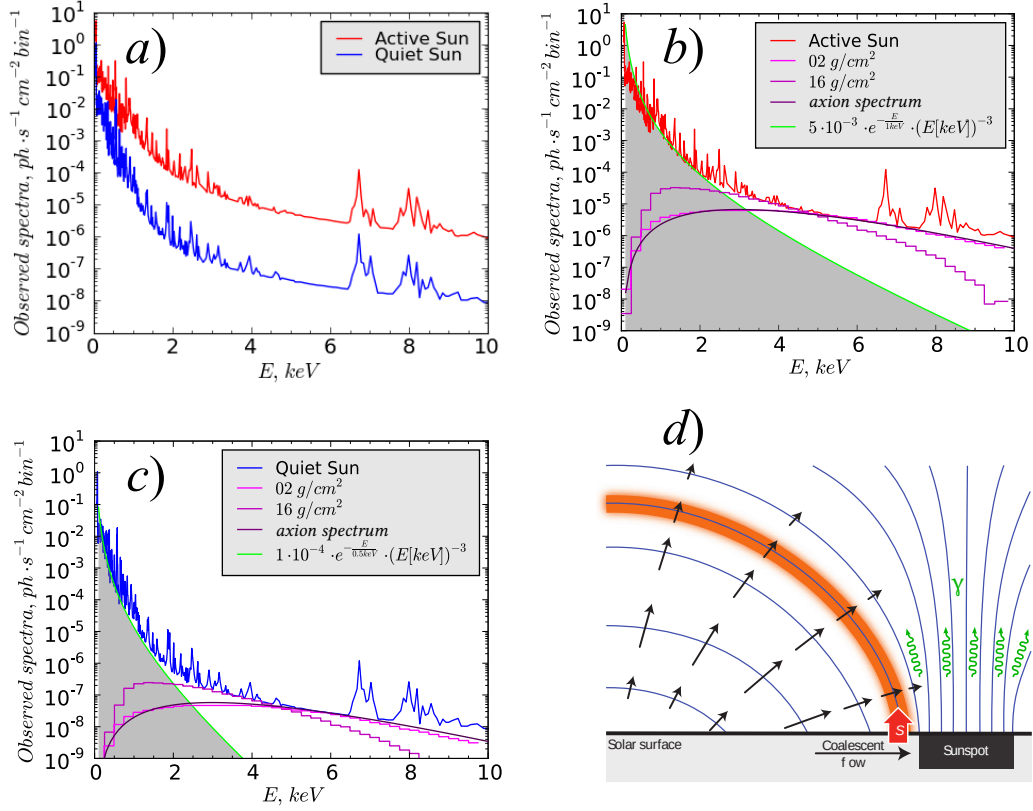 a)
Active Sun
Quiet Sun
Observed spectra, ph·s⁻¹ cm⁻² bin⁻¹
10¹
10⁰
10⁻¹
10⁻²
10⁻³
10⁻⁴
10⁻⁵
10⁻⁶
10⁻⁷
10⁻⁸
10⁻⁹
0 2 4 6 8 10
E, keV
b)
Active Sun
02 g/cm²
16 g/cm²
axion spectrum
5·10⁻³ ·e^{-E/1keV} ·(E[keV])⁻³
Observed spectra, ph·s⁻¹ cm⁻² bin⁻¹
10¹
10⁰
10⁻¹
10⁻²
10⁻³
10⁻⁴
10⁻⁵
10⁻⁶
10⁻⁷
10⁻⁸
10⁻⁹
0 2 4 6 8 10
E, keV
c)
Quiet Sun
02 g/cm²
16 g/cm²
axion spectrum
1·10⁻⁴ ·e^{-E/0.5keV} ·(E[keV])⁻³
Observed spectra, ph·s⁻¹ cm⁻² bin⁻¹
10¹
10⁰
10⁻¹
10⁻²
10⁻³
10⁻⁴
10⁻⁵
10⁻⁶
10⁻⁷
10⁻⁸
10⁻⁹
0 2 4 6 8 10
E, keV
d)
γ
S
Solar surface
Coalescent
f ow
Sunspot